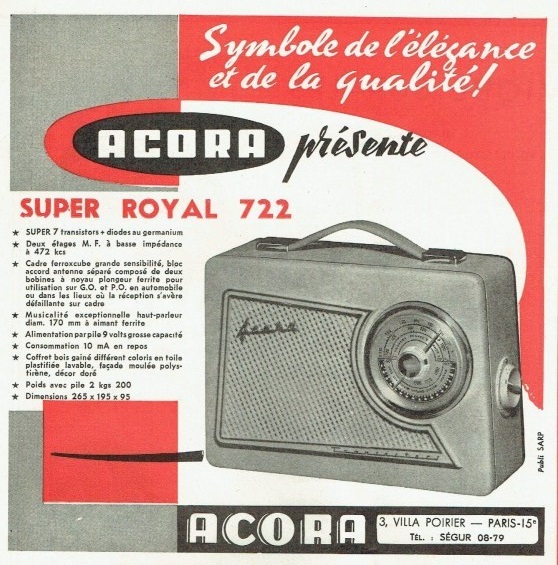 Symbole de l'élégance
et de la qualité!
ACORA présente
SUPER ROYAL 722
★ SUPER 7 transistors + diodes au germanium
★ Deux étages M. F. à basse impédance
à 472 kcs
★ Cadre ferroxcube grande sensibilité, bloc
accord antenne séparé composé de deux
bobines à noyau plongeur ferrite pour
utilisation sur G.O. et P.O. en automobile
ou dans les lieux où la réception s'avère
défaillante sur cadre
★ Musicalité exceptionnelle haut-parleur
diam. 170 mm à aimant ferrite
★ Alimentation par pile 9 volts grosse capacité
★ Consommation 10 mA en repos
★ Coffret bois gainé différent coloris en toile
plastifiée lavable, façade moulée polys-
tirène, décor doré
★ Poids avec pile 2 kgs 200
★ Dimensions 265 x 195 x 95
Acora
Transistor
Publi SARP
ACORA
3, VILLA POIRIER — PARIS-15e
TÉL. : SÉGUR 08-79